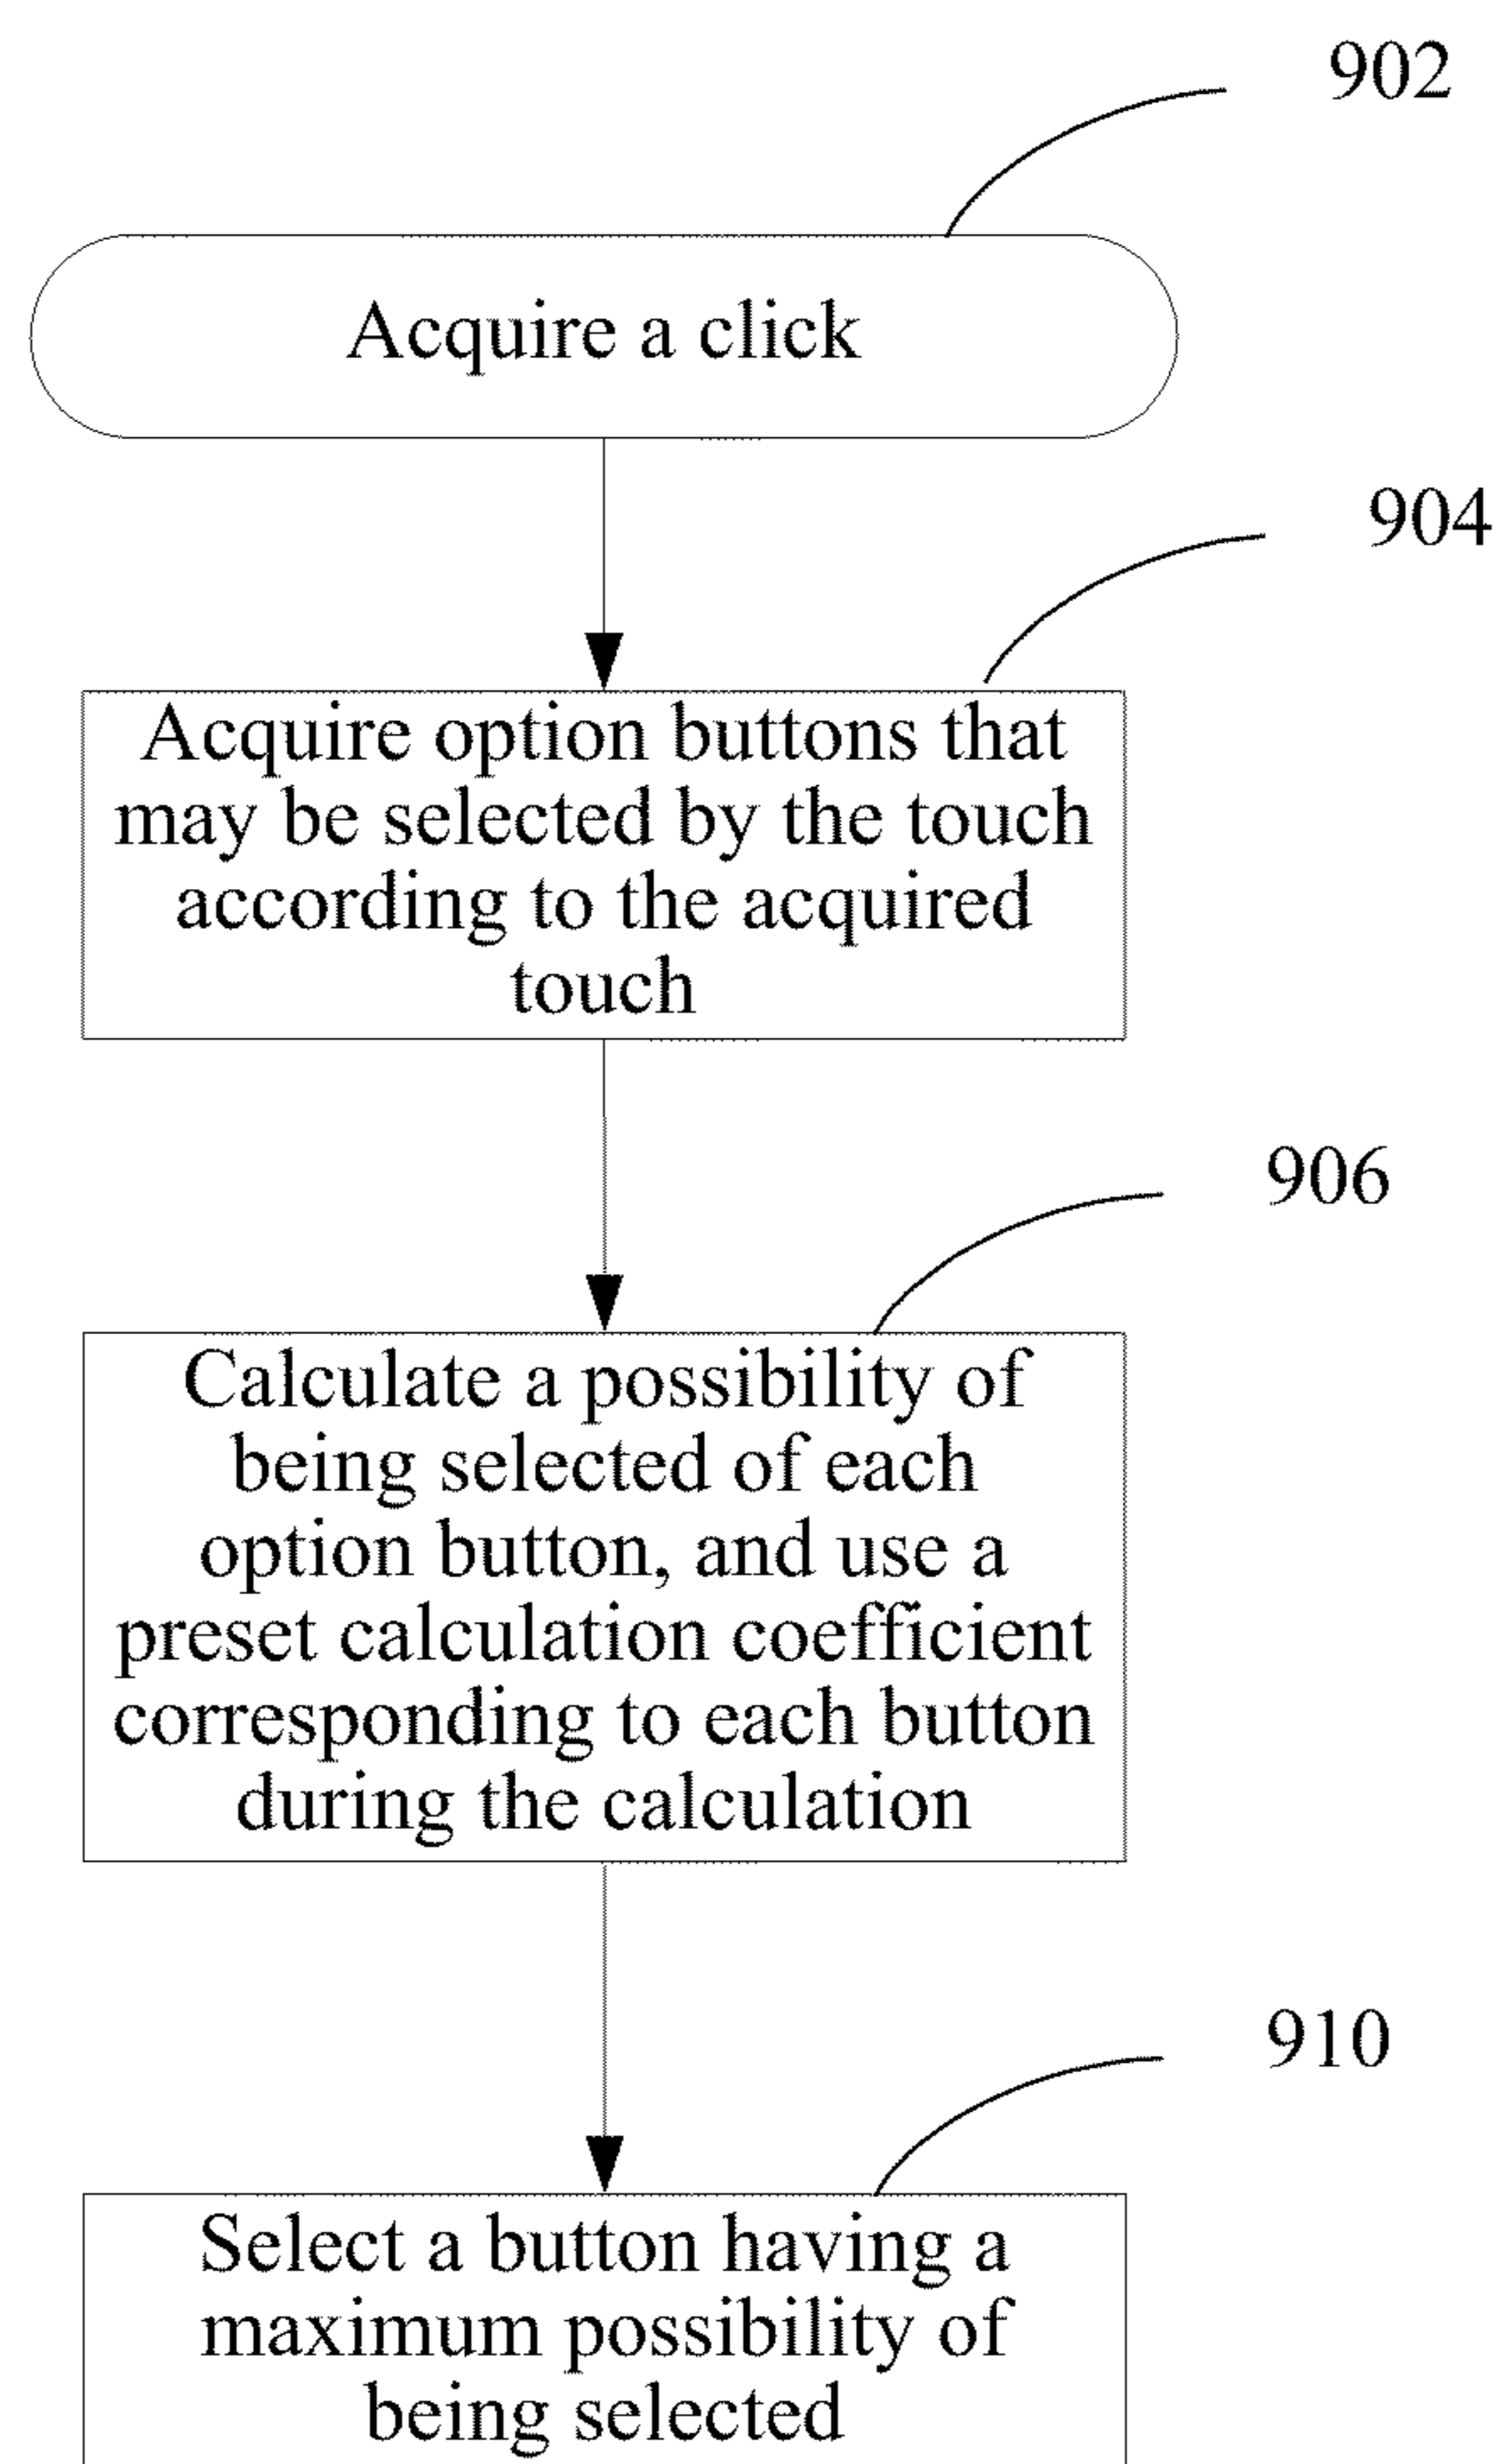 902
Acquire a click
904
Acquire option buttons that
may be selected by the touch
according to the acquired
touch
906
Calculate a possibility of
being selected of each
option button, and use a
preset calculation coefficient
corresponding to each button
during the calculation
910
Select a button having a
maximum possibility of
being selected